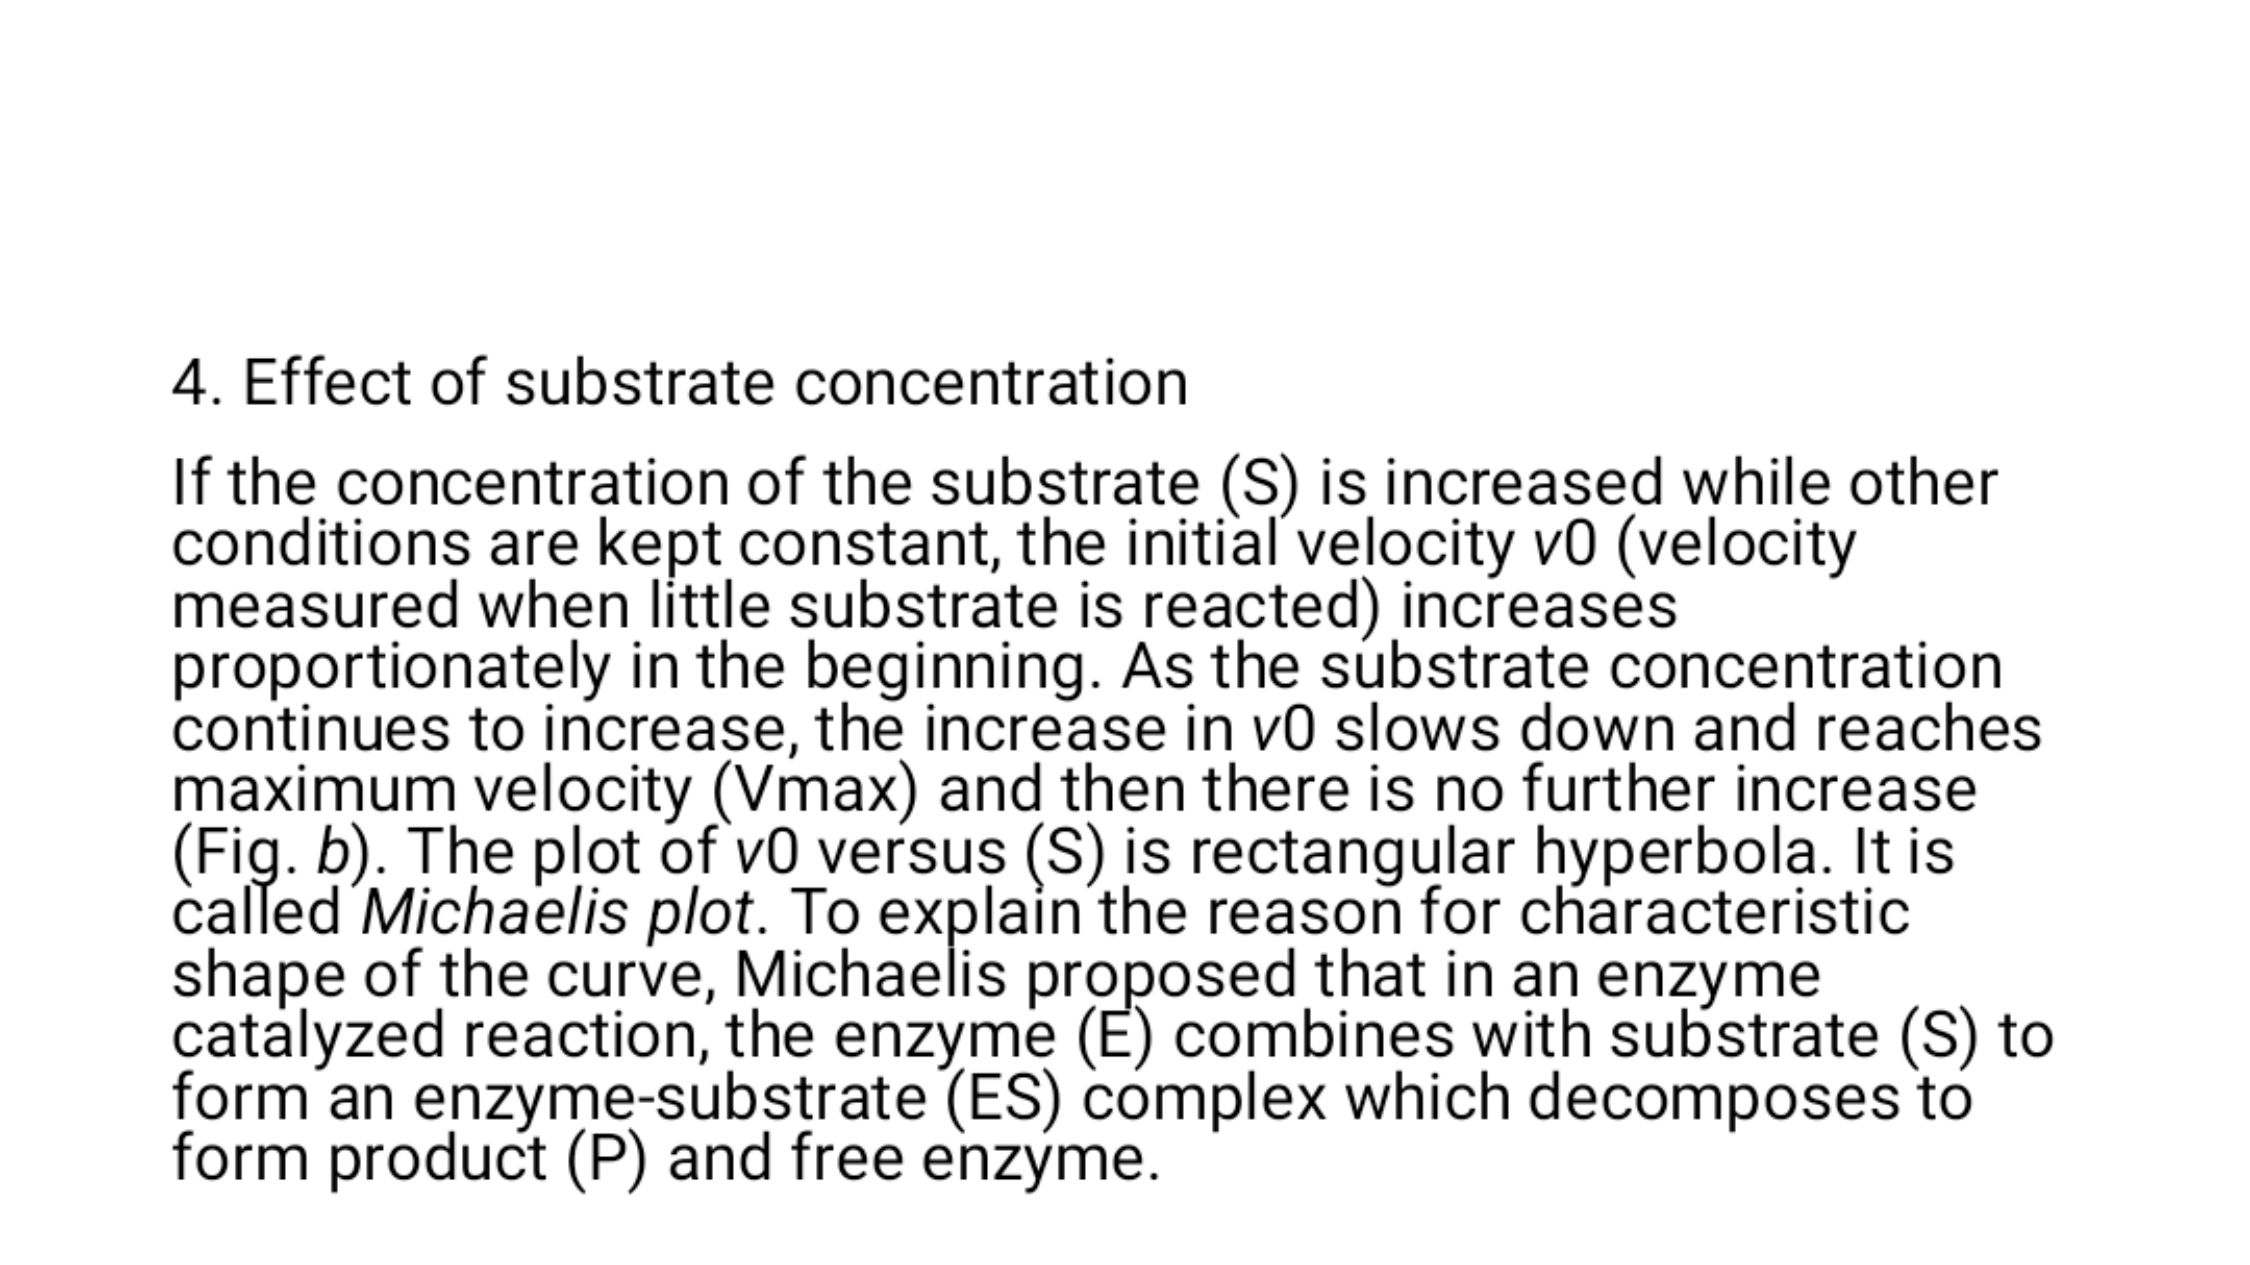 4. Effect of substrate concentration
If the concentration of the substrate (S) is increased while other
conditions are kept constant, the initial velocity v0 (velocity
measured when little substrate is reacted) increases
proportionately in the beginning. As the substrate concentration
continues to increase, the increase in v0 slows down and reaches
maximum velocity (Vmax) and then there is no further increase
(Fig. b). The plot of v0 versus (S) is rectangular hyperbola. It is
called Michaelis plot. To explain the reason for characteristic
shape of the curve, Michaelis proposed that in an enzyme
catalyzed reaction, the enzyme (E) combines with substrate (S) to
form an enzyme-substrate (ES) complex which decomposes to
form product (P) and free enzyme.